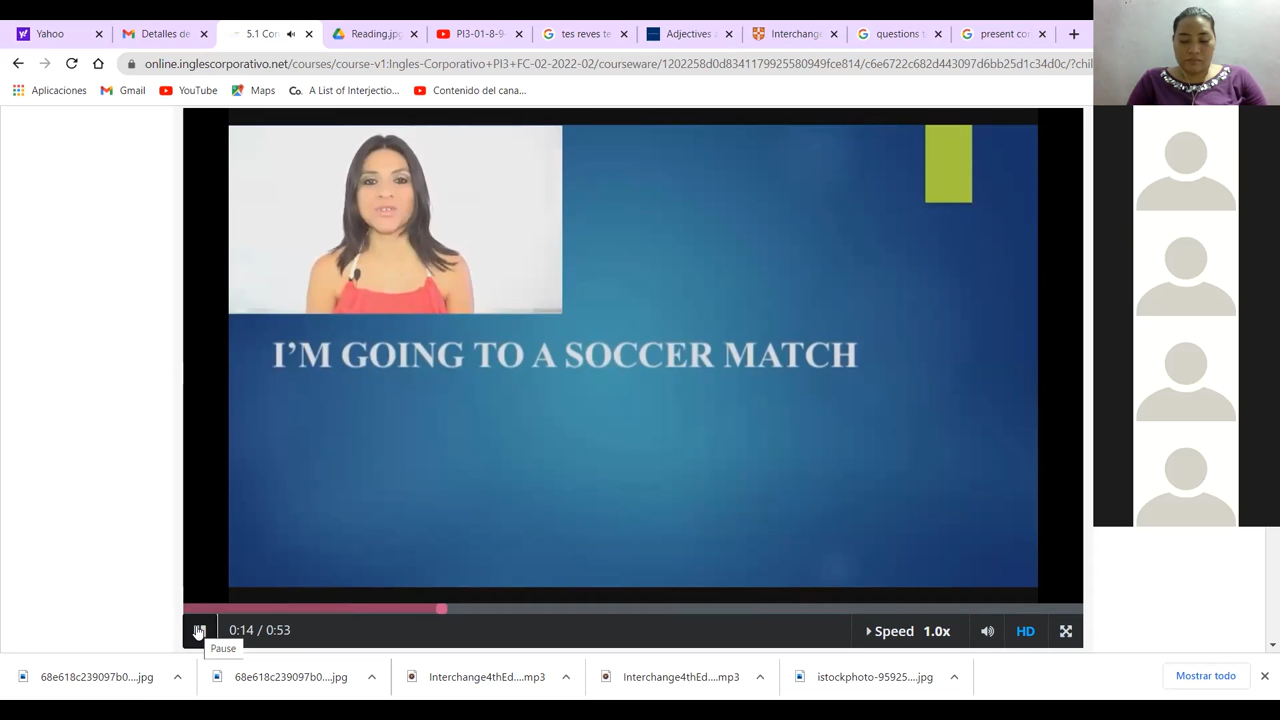 Yahoo
Detalles de
5.1 Con
Reading.jpg
PI3-01-8-9-
tes reves te
Adjectives a
Interchange
questions t
present co
online.inglescorporativo.net/courses/course-v1:Ingles-Corporativo+PI3+FC-02-2022-02/courseware/1202258d0d8341179925580949fce814/c6e6722c682d443097d6bb25d1c34d0c/?chil
Aplicaciones
Gmail
YouTube
Maps
Co. A List of Interjectio...
Contenido del cana...
I'M GOING TO A SOCCER MATCH
0:14 / 0:53
Speed 1.0x
HD
Pause
68e618c239097b0....jpg
68e618c239097b0....jpg
Interchange4thEd....mp3
Interchange4thEd....mp3
istockphoto-95925....jpg
Mostrar todo